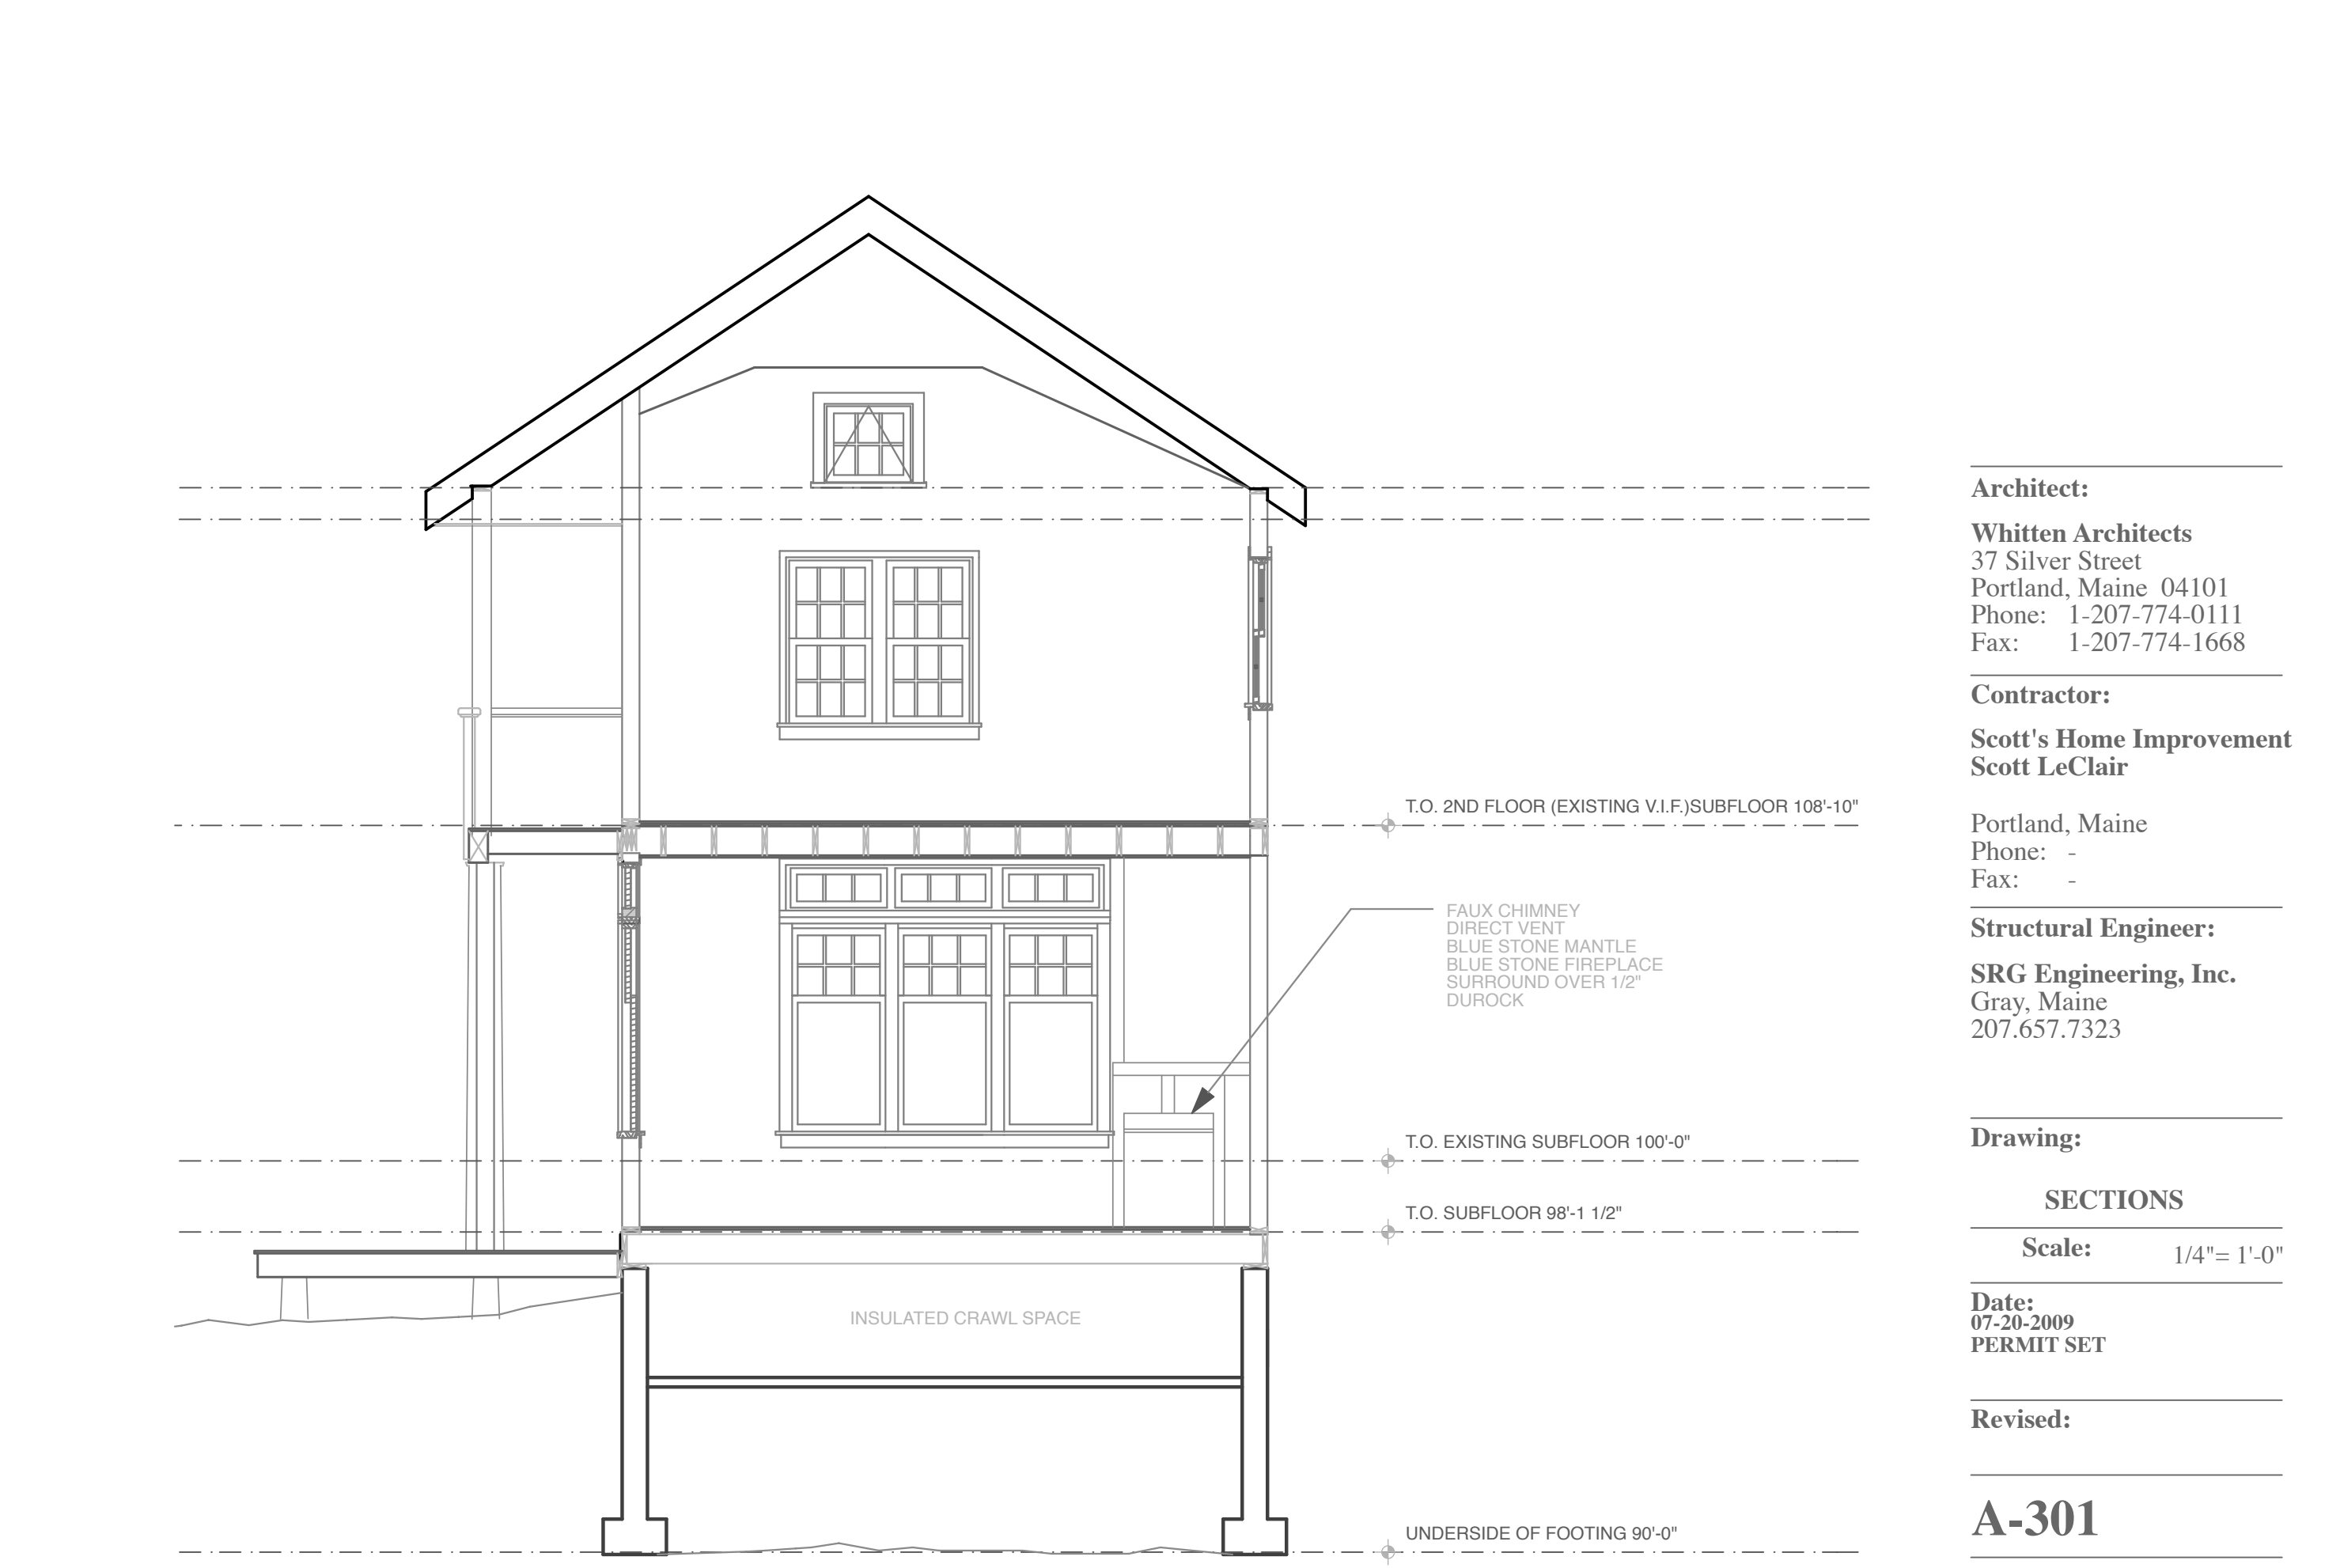 T.O. 2ND FLOOR (EXISTING V.I.F.)SUBFLOOR 108'-10"
FAUX CHIMNEY
DIRECT VENT
BLUE STONE MANTLE
BLUE STONE FIREPLACE
SURROUND OVER 1/2"
DUROCK
T.O. EXISTING SUBFLOOR 100'-0"
T.O. SUBFLOOR 98'-1 1/2"
INSULATED CRAWL SPACE
UNDERSIDE OF FOOTING 90'-0"
Architect:
Whitten Architects
37 Silver Street
Portland, Maine 04101
Phone: 1-207-774-0111
Fax: 1-207-774-1668
Contractor:
Scott's Home Improvement
Scott LeClair
Portland, Maine
Phone: -
Fax: -
Structural Engineer:
SRG Engineering, Inc.
Gray, Maine
207.657.7323
Drawing:
SECTIONS
Scale: 1/4"= 1'-0"
Date:
07-20-2009
PERMIT SET
Revised:
A-301